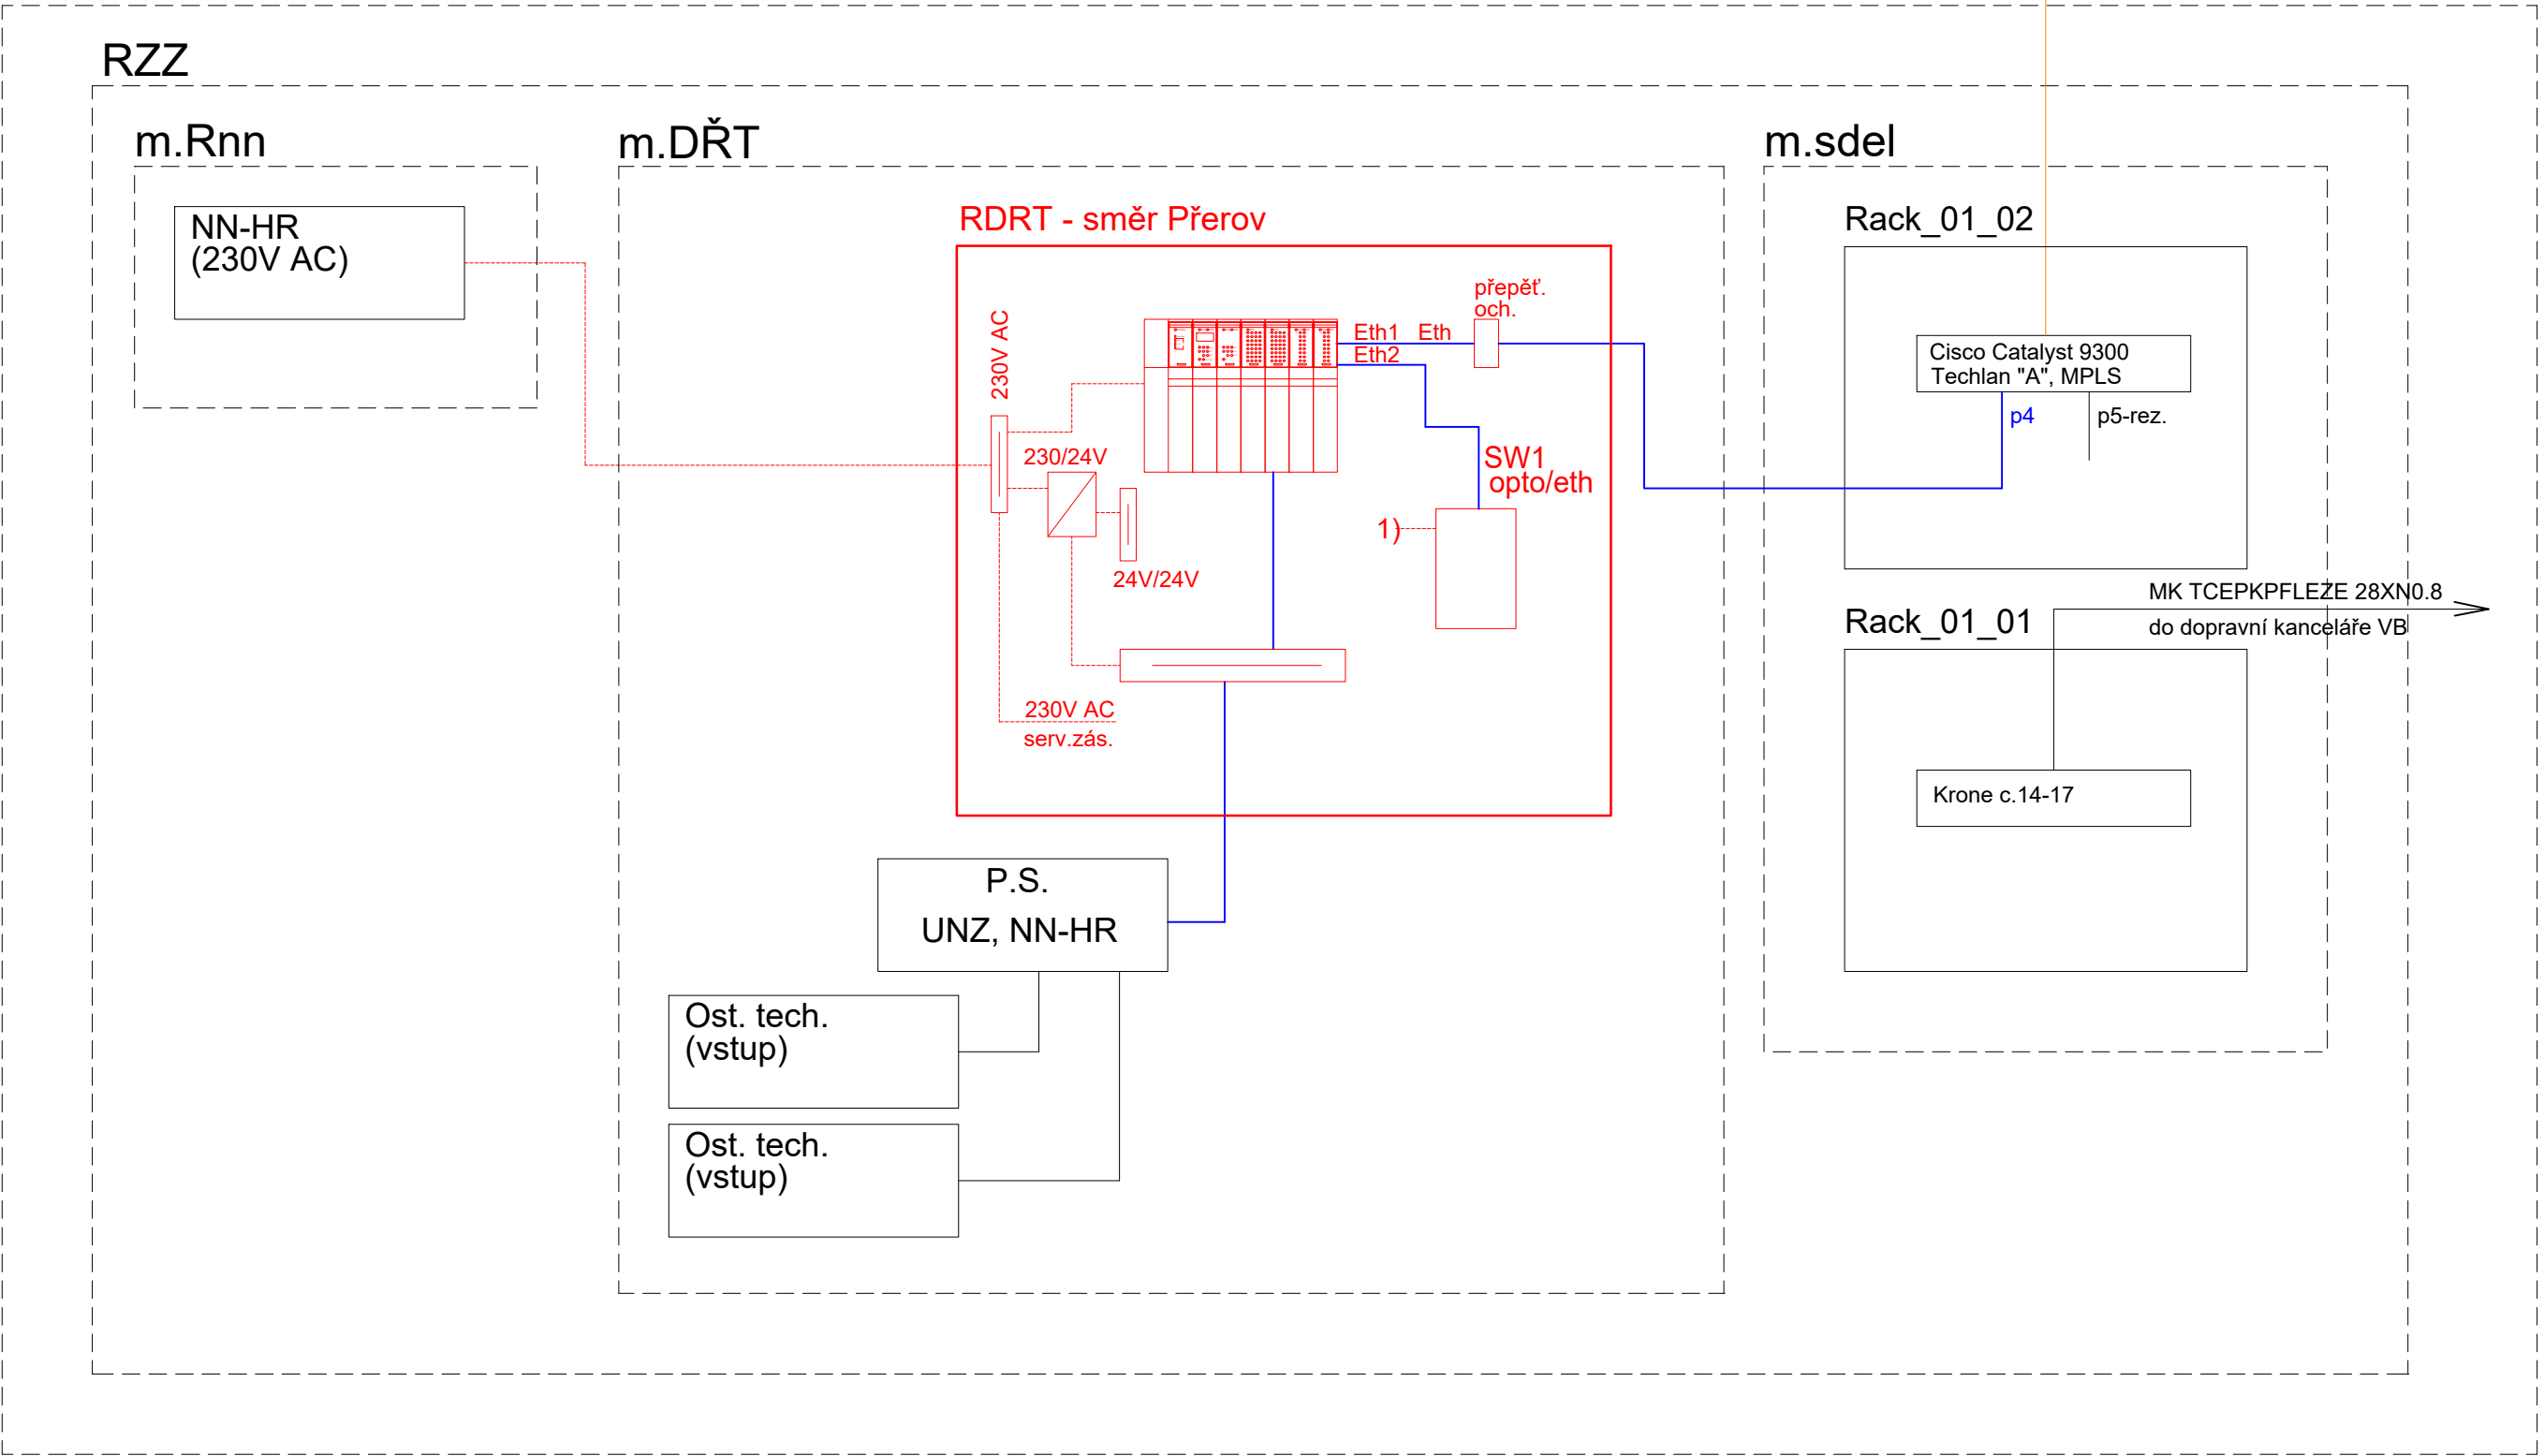 RZZ
m.Rnn
NN-HR
(230V AC)
m.DŘT
RDRT - směr Přerov
230V AC
přepěť.
och.
Eth1 Eth
Eth2
230/24V
24V/24V
SW1
opto/eth
1)
230V AC
serv.zás.
P.S.
UNZ, NN-HR
Ost. tech.
(vstup)
Ost. tech.
(vstup)
m.sdel
Rack_01_02
Cisco Catalyst 9300
Techlan "A", MPLS
p4
p5-rez.
MK TCEPKPFLEZE 28XN0.8
do dopravní kanceláře VB
Rack_01_01
Krone c.14-17